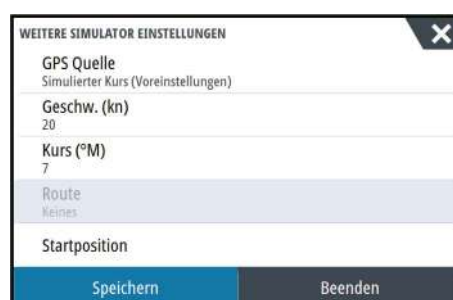 WEITERE SIMULATOR EINSTELLUNGEN
GPS Quelle
Simulierter Kurs (Voreinstellungen)
Geschw. (kn)
20
Kurs (°M)
7
Route
Keines
Startposition
Speichern
Beenden